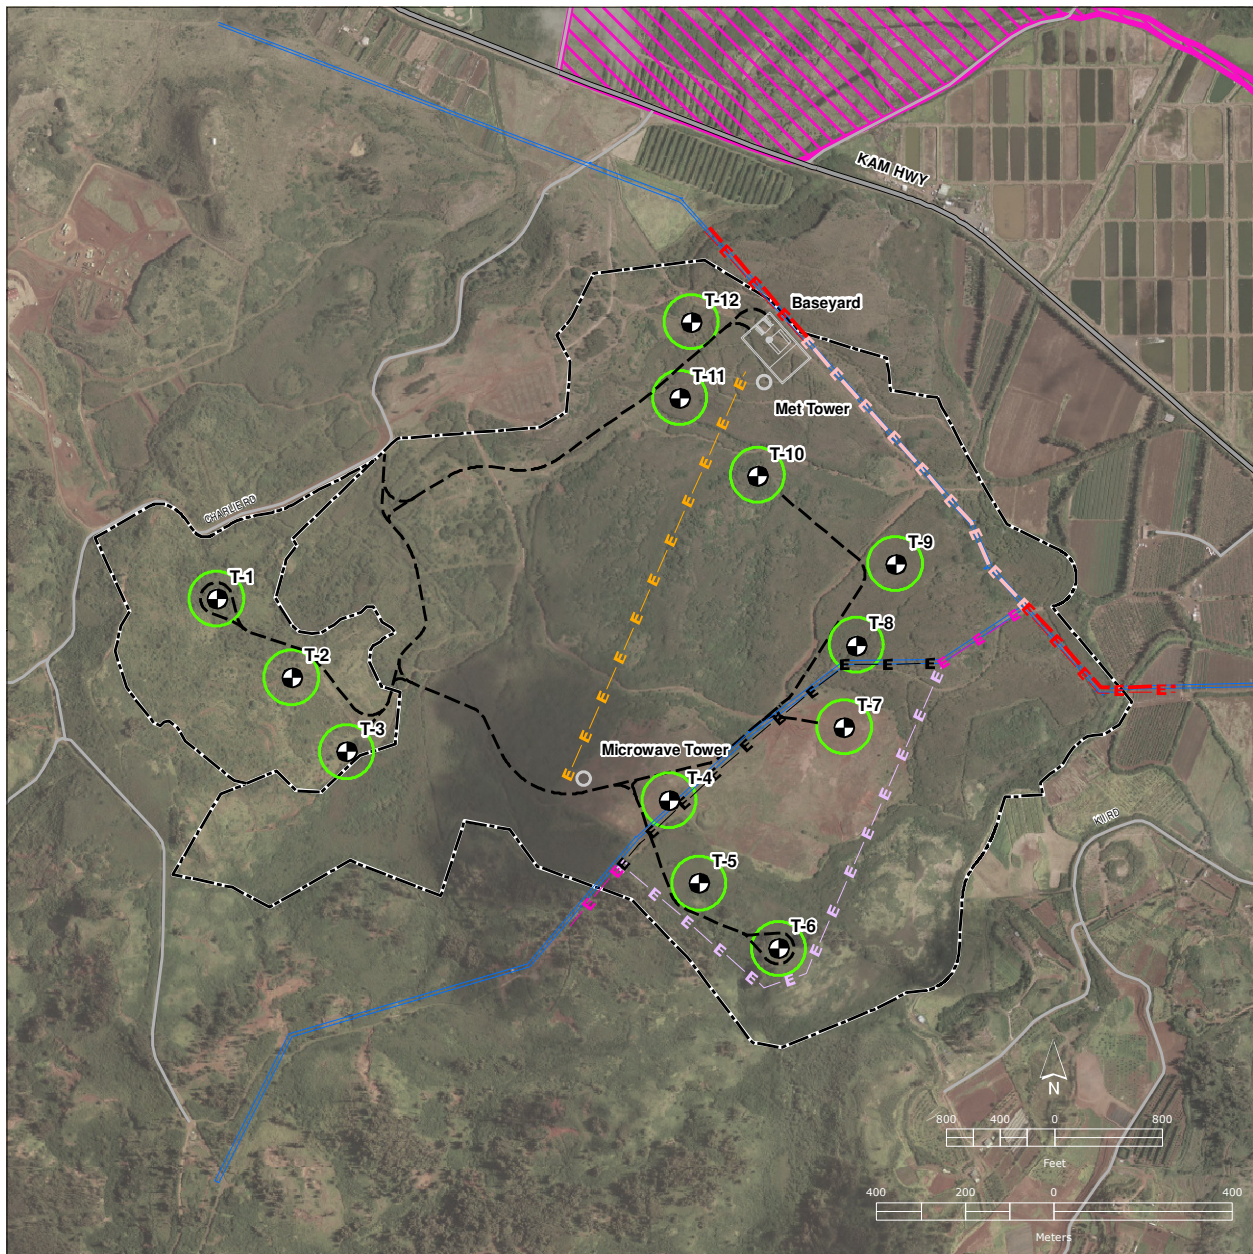 KAM HWY
T-12
Baseyard
T-11
Met Tower
T-10
CHARLIE RD
T-9
T-1
T-8
T-2
T-7
T-3
Microwave Tower
T-4
KII RD
T-5
T-6
N
800 400 0 800
Feet
400 200 0 400
Meters
E E E E
E E E E E E E E E
E E E E
E E E E E E E E E E E
E E E E E E E E E
E E E
E E E E E E E E E E E E E E
E E